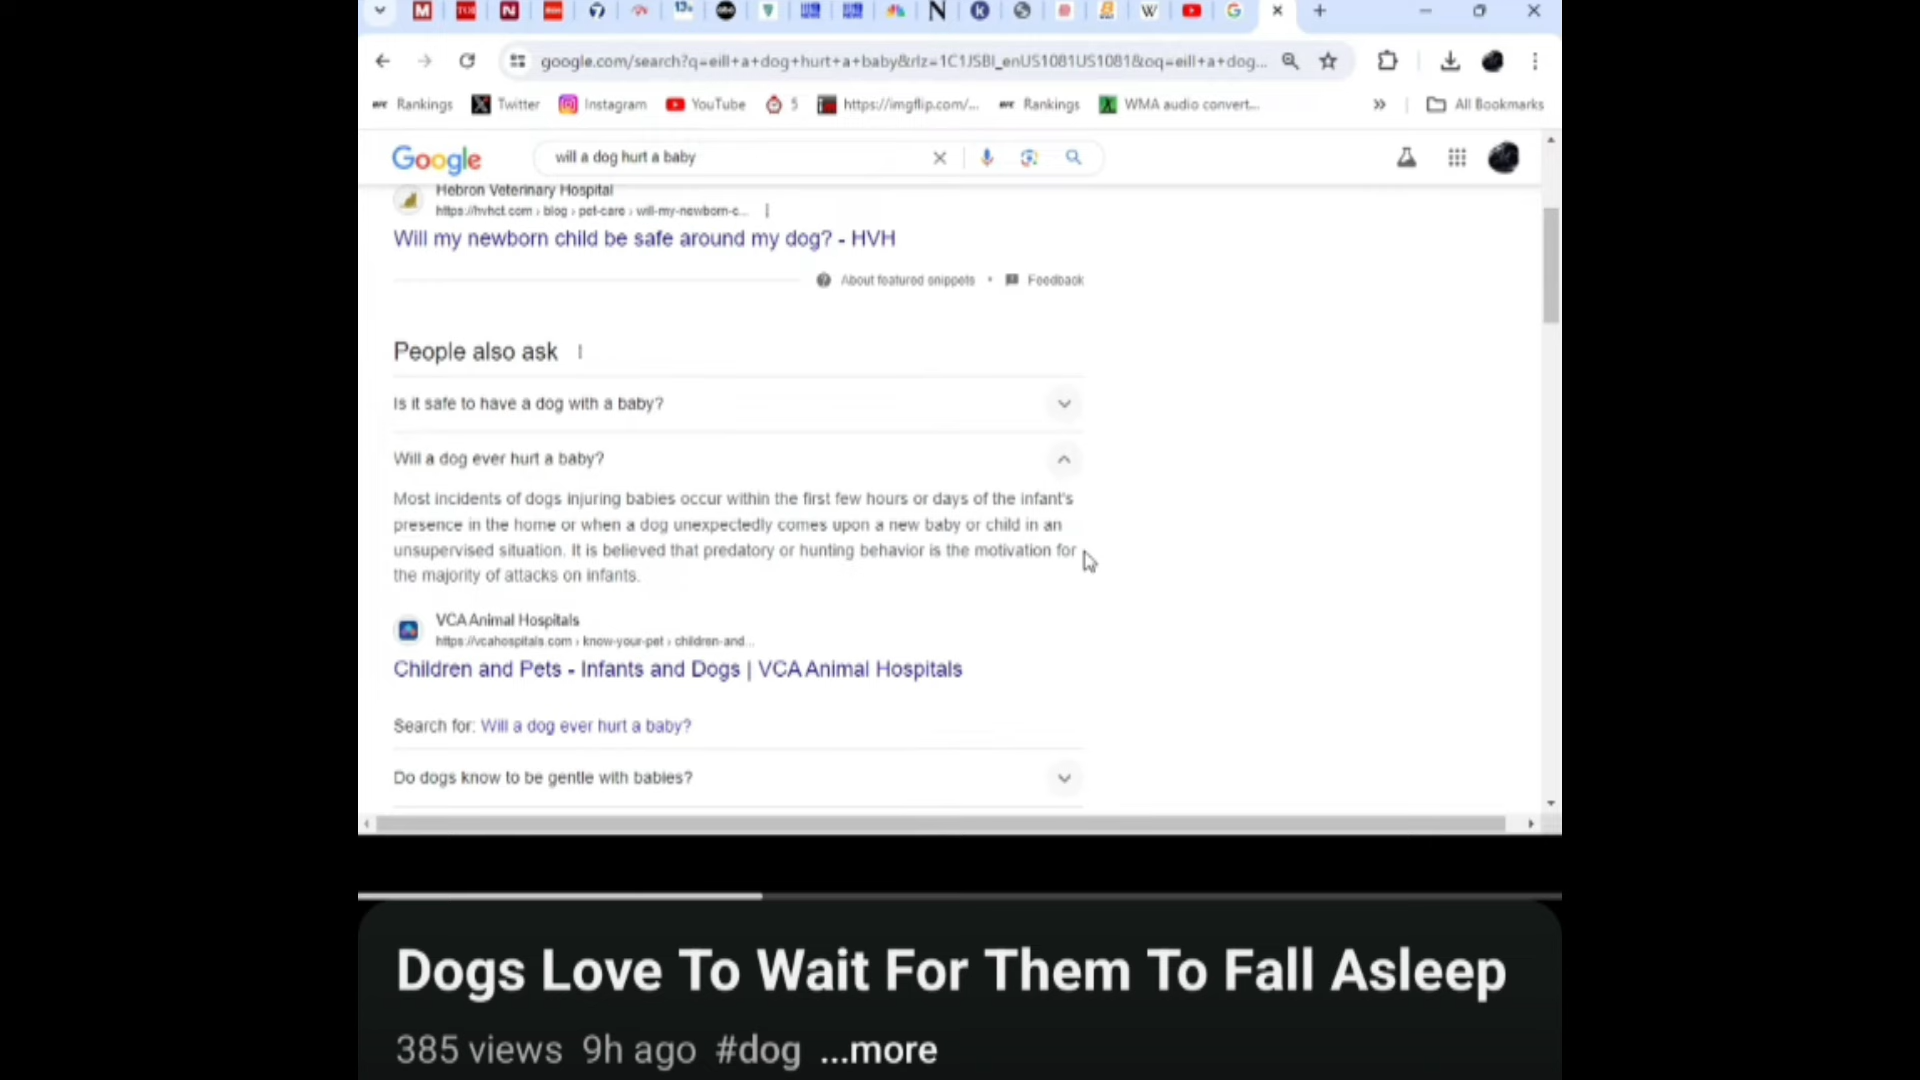 google.com/search?q=eill+a+dog+hurt+a+baby&rlz=1C1JSBI_enUS1081US1081&oq=eill+a+dog...
Rankings Twitter Instagram YouTube 5 https://imgflip.com/... Rankings WMA audio convert... » All Bookmarks
Google will a dog hurt a baby
Hebron Veterinary Hospital
https://hvhct.com › blog › pet-care › will-my-newborn-c...
Will my newborn child be safe around my dog? - HVH
About featured snippets • Feedback
People also ask
Is it safe to have a dog with a baby?
Will a dog ever hurt a baby?
Most incidents of dogs injuring babies occur within the first few hours or days of the infant's
presence in the home or when a dog unexpectedly comes upon a new baby or child in an
unsupervised situation. It is believed that predatory or hunting behavior is the motivation for
the majority of attacks on infants.
VCA Animal Hospitals
https://vcahospitals.com › know-your-pet › children-and...
Children and Pets - Infants and Dogs | VCA Animal Hospitals
Search for: Will a dog ever hurt a baby?
Do dogs know to be gentle with babies?
Dogs Love To Wait For Them To Fall Asleep
385 views 9h ago #dog ...more